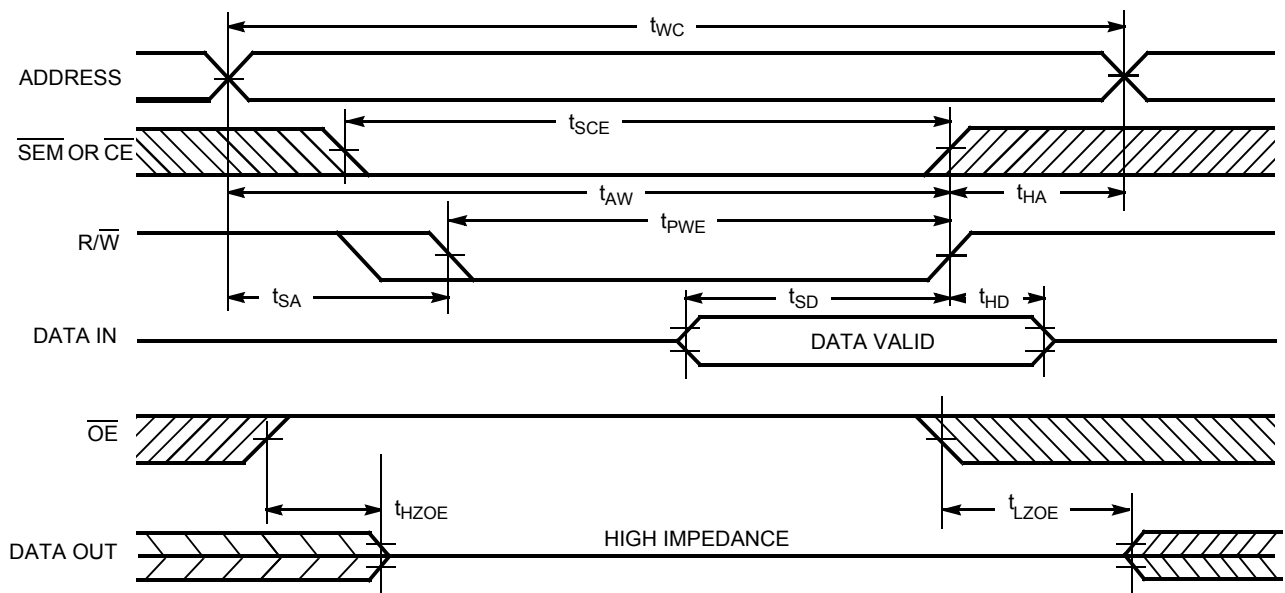 tWC
ADDRESS
tSCE
SEM OR CE
tAW
tHA
tPWE
R/W
tSA
tSD
tHD
DATA IN
DATA VALID
OE
tHZOE
tLZOE
HIGH IMPEDANCE
DATA OUT